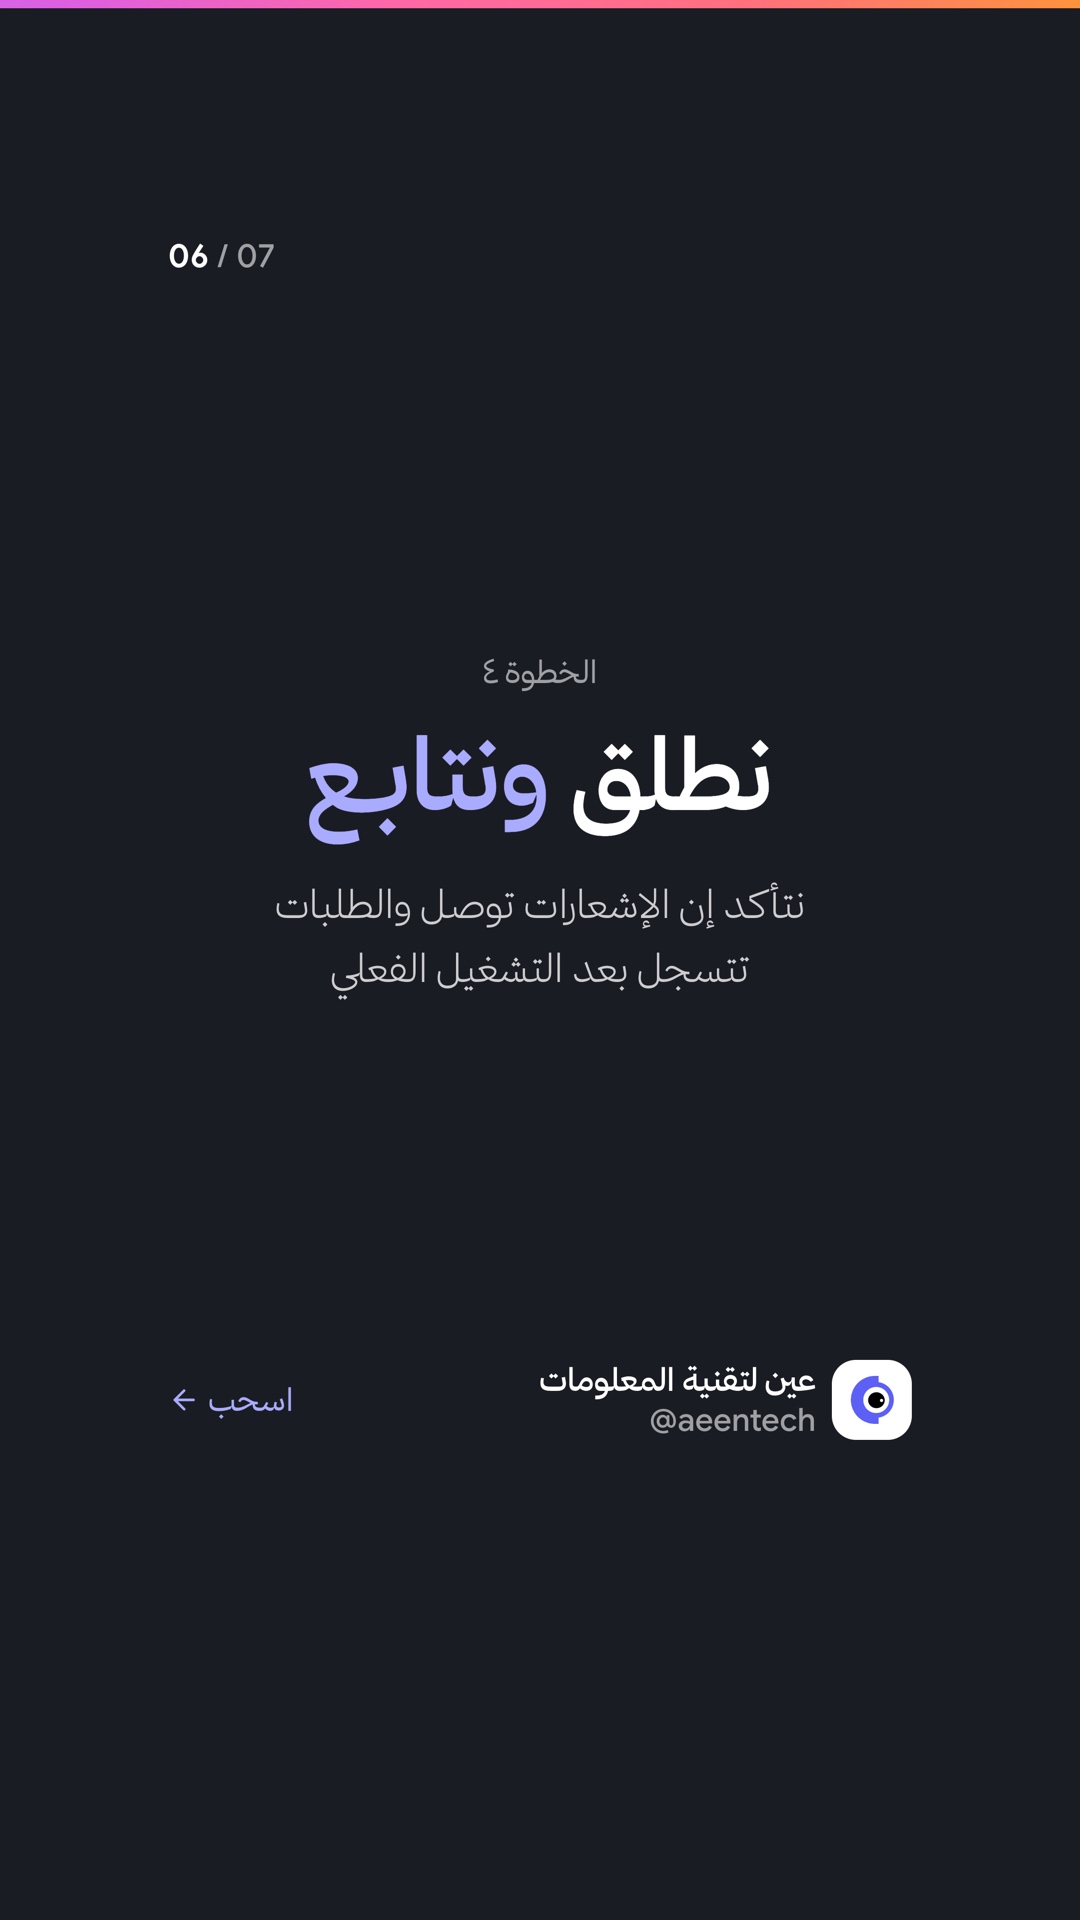 06 / 07
الخطوة ٤
نطلق ونتابع
نتأكد إن الإشعارات توصل والطلبات
تتسجل بعد التشغيل الفعلي
عين لتقنية المعلومات
@aeentech
اسحب ←